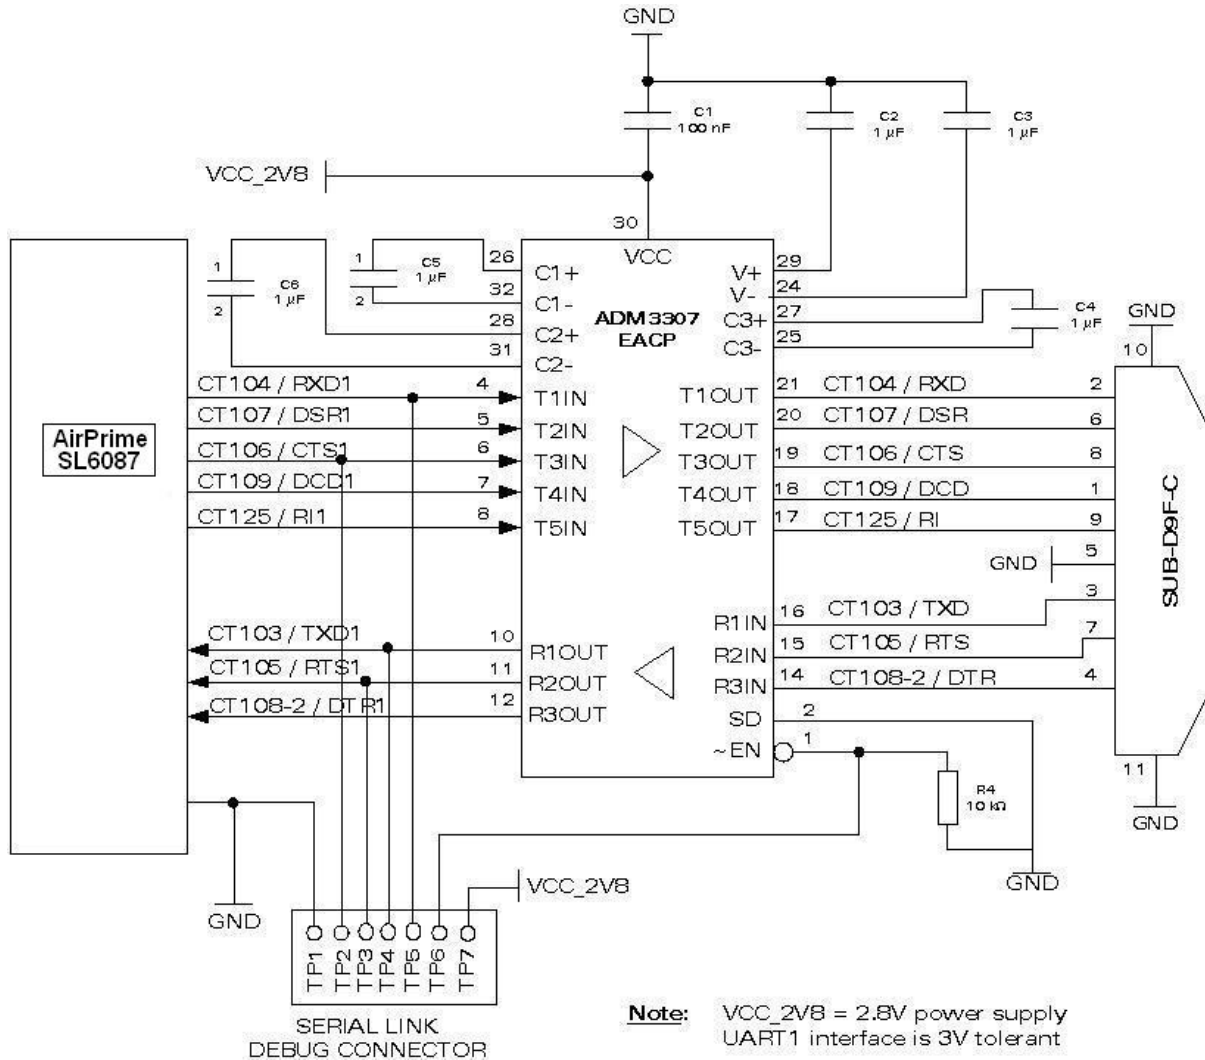 GND
C1
100 nF
C2
1 µF
C3
1 µF
VCC_2V8
30
VCC
26
C1+
32
C1-
28
C2+
31
C2-
1
C5
1 µF
2
1
C6
1 µF
2
ADM3307
EACP
29
V+
24
V-
27
C3+
25
C3-
C4
1 µF
GND
10
AirPrime
SL6087
CT104 / RXD1
4
T1IN
T1OUT
21
CT104 / RXD
2
CT107 / DSR1
5
T2IN
T2OUT
20
CT107 / DSR
6
CT106 / CTS1
6
T3IN
T3OUT
19
CT106 / CTS
8
CT109 / DCD1
7
T4IN
T4OUT
18
CT109 / DCD
1
CT125 / RI1
8
T5IN
T5OUT
17
CT125 / RI
9
GND
5
SUB-D9F-C
CT103 / TXD1
10
R1OUT
R1IN
16
CT103 / TXD
3
CT105 / RTS1
11
R2OUT
R2IN
15
CT105 / RTS
7
CT108-2 / DTR1
12
R3OUT
R3IN
14
CT108-2 / DTR
4
SD
2
~EN
1
R4
10 kΩ
11
GND
GND
GND
VCC_2V8
TP1
TP2
TP3
TP4
TP5
TP6
TP7
SERIAL LINK
DEBUG CONNECTOR
Note: VCC_2V8 = 2.8V power supply
UART1 interface is 3V tolerant